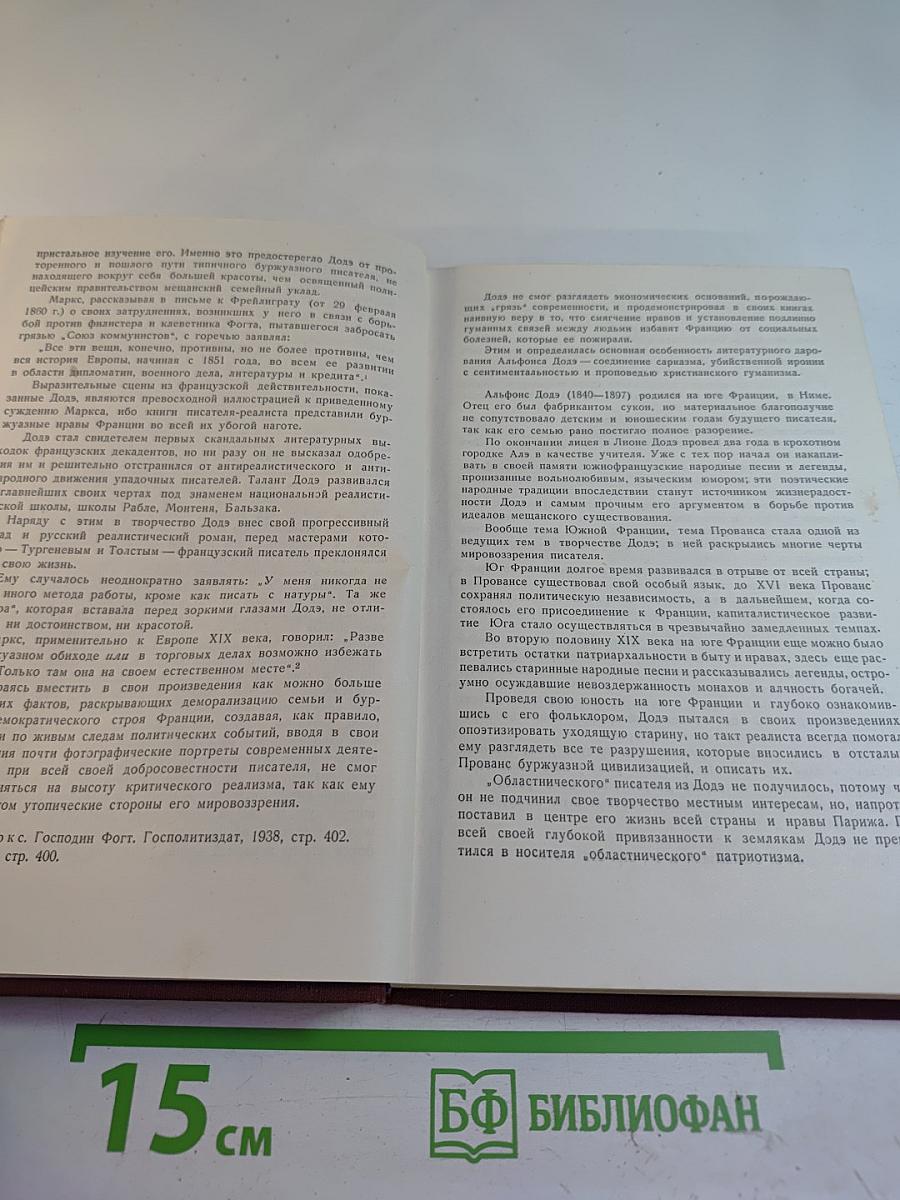 пристальное изучение его. Именно это предостерегло Додэ от про-
торенного и пошлого пути типичного буржуазного писателя, не
находящего вокруг себя большей красоты, чем освященный поли-
цейским правительством мещанский семейный уклад.
Маркс, рассказывая в письме к Фрейлиграту (от 29 февраля
1860 г.) о своих затруднениях, возникших у него в связи с борь-
бой против филистера и клеветника Фогта, пытавшегося забросать
грязью „Союз коммунистов“, с горечью заявлял:
„Все эти вещи, конечно, противны, но не более противны, чем
вся история Европы, начиная с 1851 года, во всем ее развитии
в области дипломатии, военного дела, литературы и кредита“.¹
Выразительные сцены из французской действительности, пока-
занные Додэ, являются превосходной иллюстрацией к приведенному
суждению Маркса, ибо книги писателя-реалиста представили бур-
жуазные нравы Франции во всей их убогой наготе.
Додэ стал свидетелем первых скандальных литературных вы-
ходок французских декадентов, но ни разу он не высказал одобре-
ия им и решительно отстранился от антиреалистического и анти-
родного движения упадочных писателей. Талант Додэ развивался
главнейших своих чертах под знаменем национальной реалисти-
ской школы, школы Рабле, Монтеня, Бальзака.
Наряду с этим в творчество Додэ внес свой прогрессивный
ад и русский реалистический роман, перед мастерами кото-
о — Тургеневым и Толстым — французский писатель преклонялся
свою жизнь.
Ему случалось неоднократно заявлять: „У меня никогда не
иного метода работы, кроме как писать с натуры“. Та же
ра“, которая вставала перед зоркими глазами Додэ, не отли-
ни достоинством, ни красотой.
аркс, применительно к Европе XIX века, говорил: „Разве
куазном обиходе или в торговых делах возможно избежать
Только там она на своем естественном месте“.²
раясь вместить в свои произведения как можно больше
их фактов, раскрывающих деморализацию семьи и бур-
емократического строя Франции, создавая, как правило,
и по живым следам политических событий, вводя в свои
ния почти фотографические портреты современных деяте-
при всей своей добросовестности писателя, не смог
няться на высоту критического реализма, так как ему
ом утопические стороны его мировоззрения.
ркс. Господин Фогт. Госполитиздат, 1938, стр. 402.
стр. 400.
Додэ не смог разглядеть экономических оснований, порождаю-
щих „грязь“ современности, и продемонстрировал в своих книгах
наивную веру в то, что смягчение нравов и установление подлинно
гуманных связей между людьми избавят Францию от социальных
болезней, которые ее пожирали.
Этим и определилась основная особенность литературного даро-
вания Альфонса Додэ — соединение сарказма, убийственной иронии
с сентиментальностью и проповедью христианского гуманизма.
Альфонс Додэ (1840—1897) родился на юге Франции, в Ниме.
Отец его был фабрикантом сукон, но материальное благополучие
не сопутствовало детским и юношеским годам будущего писателя,
так как его семью рано постигло полное разорение.
По окончании лицея в Лионе Додэ провел два года в крохотном
городке Алэ в качестве учителя. Уже с тех пор начал он накапли-
вать в своей памяти южнофранцузские народные песни и легенды,
пронизанные вольнолюбивым, языческим юмором; эти поэтические
народные традиции впоследствии станут источником жизнерадост-
ности Додэ и самым прочим его аргументом в борьбе против
идеалов мещанского существования.
Вообще тема Южной Франции, тема Прованса стала одной из
ведущих тем в творчестве Додэ; в ней раскрылись многие черты
мировоззрения писателя.
Юг Франции долгое время развивался в отрыве от всей страны;
в Провансе существовал свой особый язык, до XVI века Прованс
сохранял политическую независимость, а в дальнейшем, когда со-
стоялось его присоединение к Франции, капиталистическое разви-
тие Юга стало осуществляться в чрезвычайно замедленных темпах.
Во вторую половину XIX века на юге Франции еще можно было
встретить остатки патриархальности в быту и нравах, здесь еще рас-
певались старинные народные песни и рассказывались легенды, остро-
умно осуждавшие невоздержанность монахов и алчность богачей.
Проведя свою юность на юге Франции и глубоко ознакомив-
шись с его фольклором, Додэ пытался в своих произведениях
опоэтизировать уходящую старину, но такт реалиста всегда помогал
ему разглядеть все те разрушения, которые вносились в отсталы
Прованс буржуазной цивилизацией, и описать их.
„Областнического“ писателя из Додэ не получилось, потому ч
он не подчинил свое творчество местным интересам, но, напрот
поставил в центре его жизнь всей страны и нравы Парижа. П
всей своей глубокой привязанности к землякам Додэ не пре
тился в носителя „областнического“ патриотизма.
15 см
БФ БИБЛИОФАН